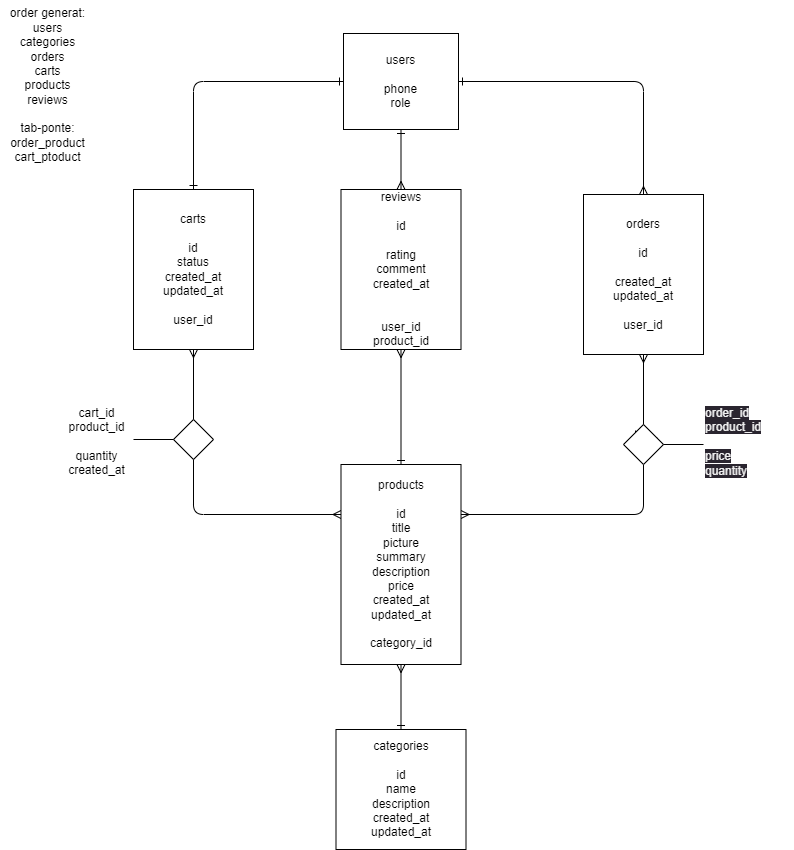 order generat:
users
categories
orders
carts
products
reviews
tab-ponte:
order_product
cart_ptoduct
users
phone
role
carts
id
status
created_at
updated_at
user_id
reviews
id
rating
comment
created_at
user_id
product_id
orders
id
created_at
updated_at
user_id
cart_id
product_id
quantity
created_at
order_id
product_id
price
quantity
products
id
title
picture
summary
description
price
created_at
updated_at
category_id
categories
id
name
description
created_at
updated_at